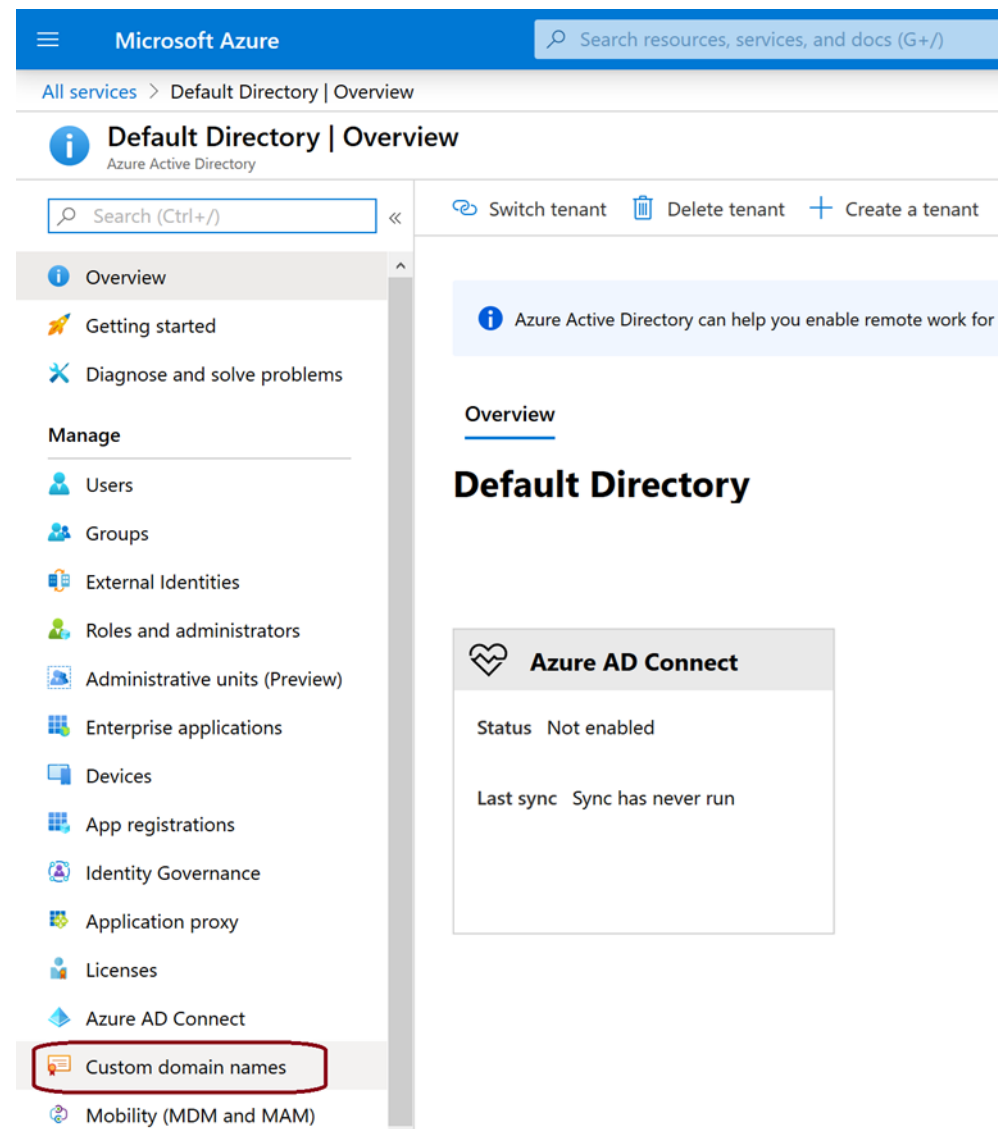 Microsoft Azure
Search resources, services, and docs (G+/)
All services > Default Directory | Overview
Default Directory | Overview
Azure Active Directory
Search (Ctrl+/)
Switch tenant
Delete tenant
Create a tenant
Overview
Getting started
Diagnose and solve problems
Manage
Users
Groups
External Identities
Roles and administrators
Administrative units (Preview)
Enterprise applications
Devices
App registrations
Identity Governance
Application proxy
Licenses
Azure AD Connect
Custom domain names
Mobility (MDM and MAM)
Azure Active Directory can help you enable remote work for
Overview
Default Directory
Azure AD Connect
Status Not enabled
Last sync Sync has never run